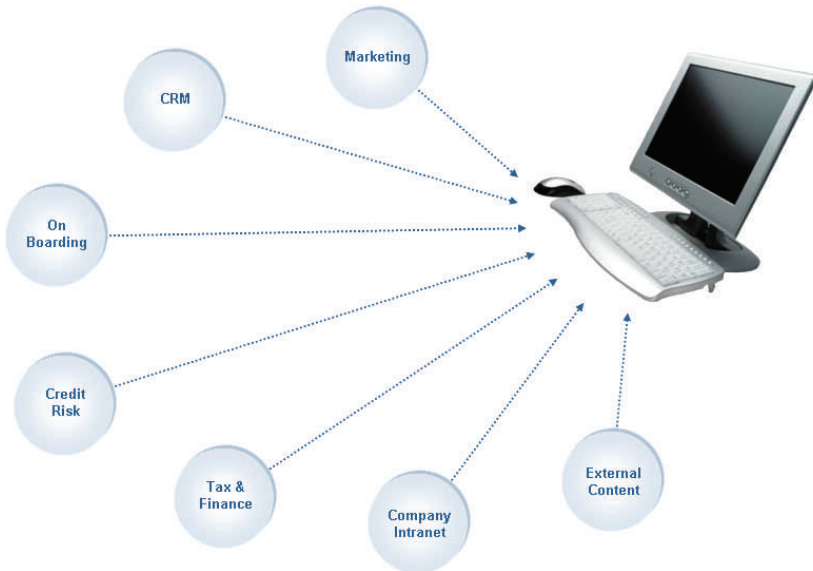 Marketing
CRM
On
Boarding
Credit
Risk
Tax &
Finance
Company
Intranet
External
Content